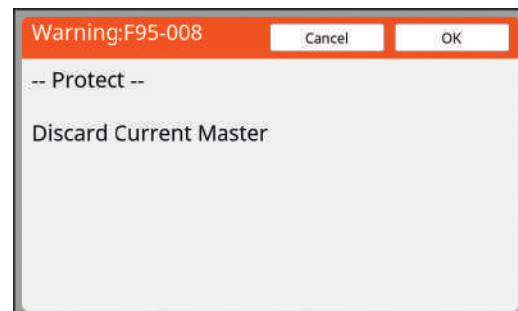 Warning:F95-008
Cancel
OK
-- Protect --
Discard Current Master